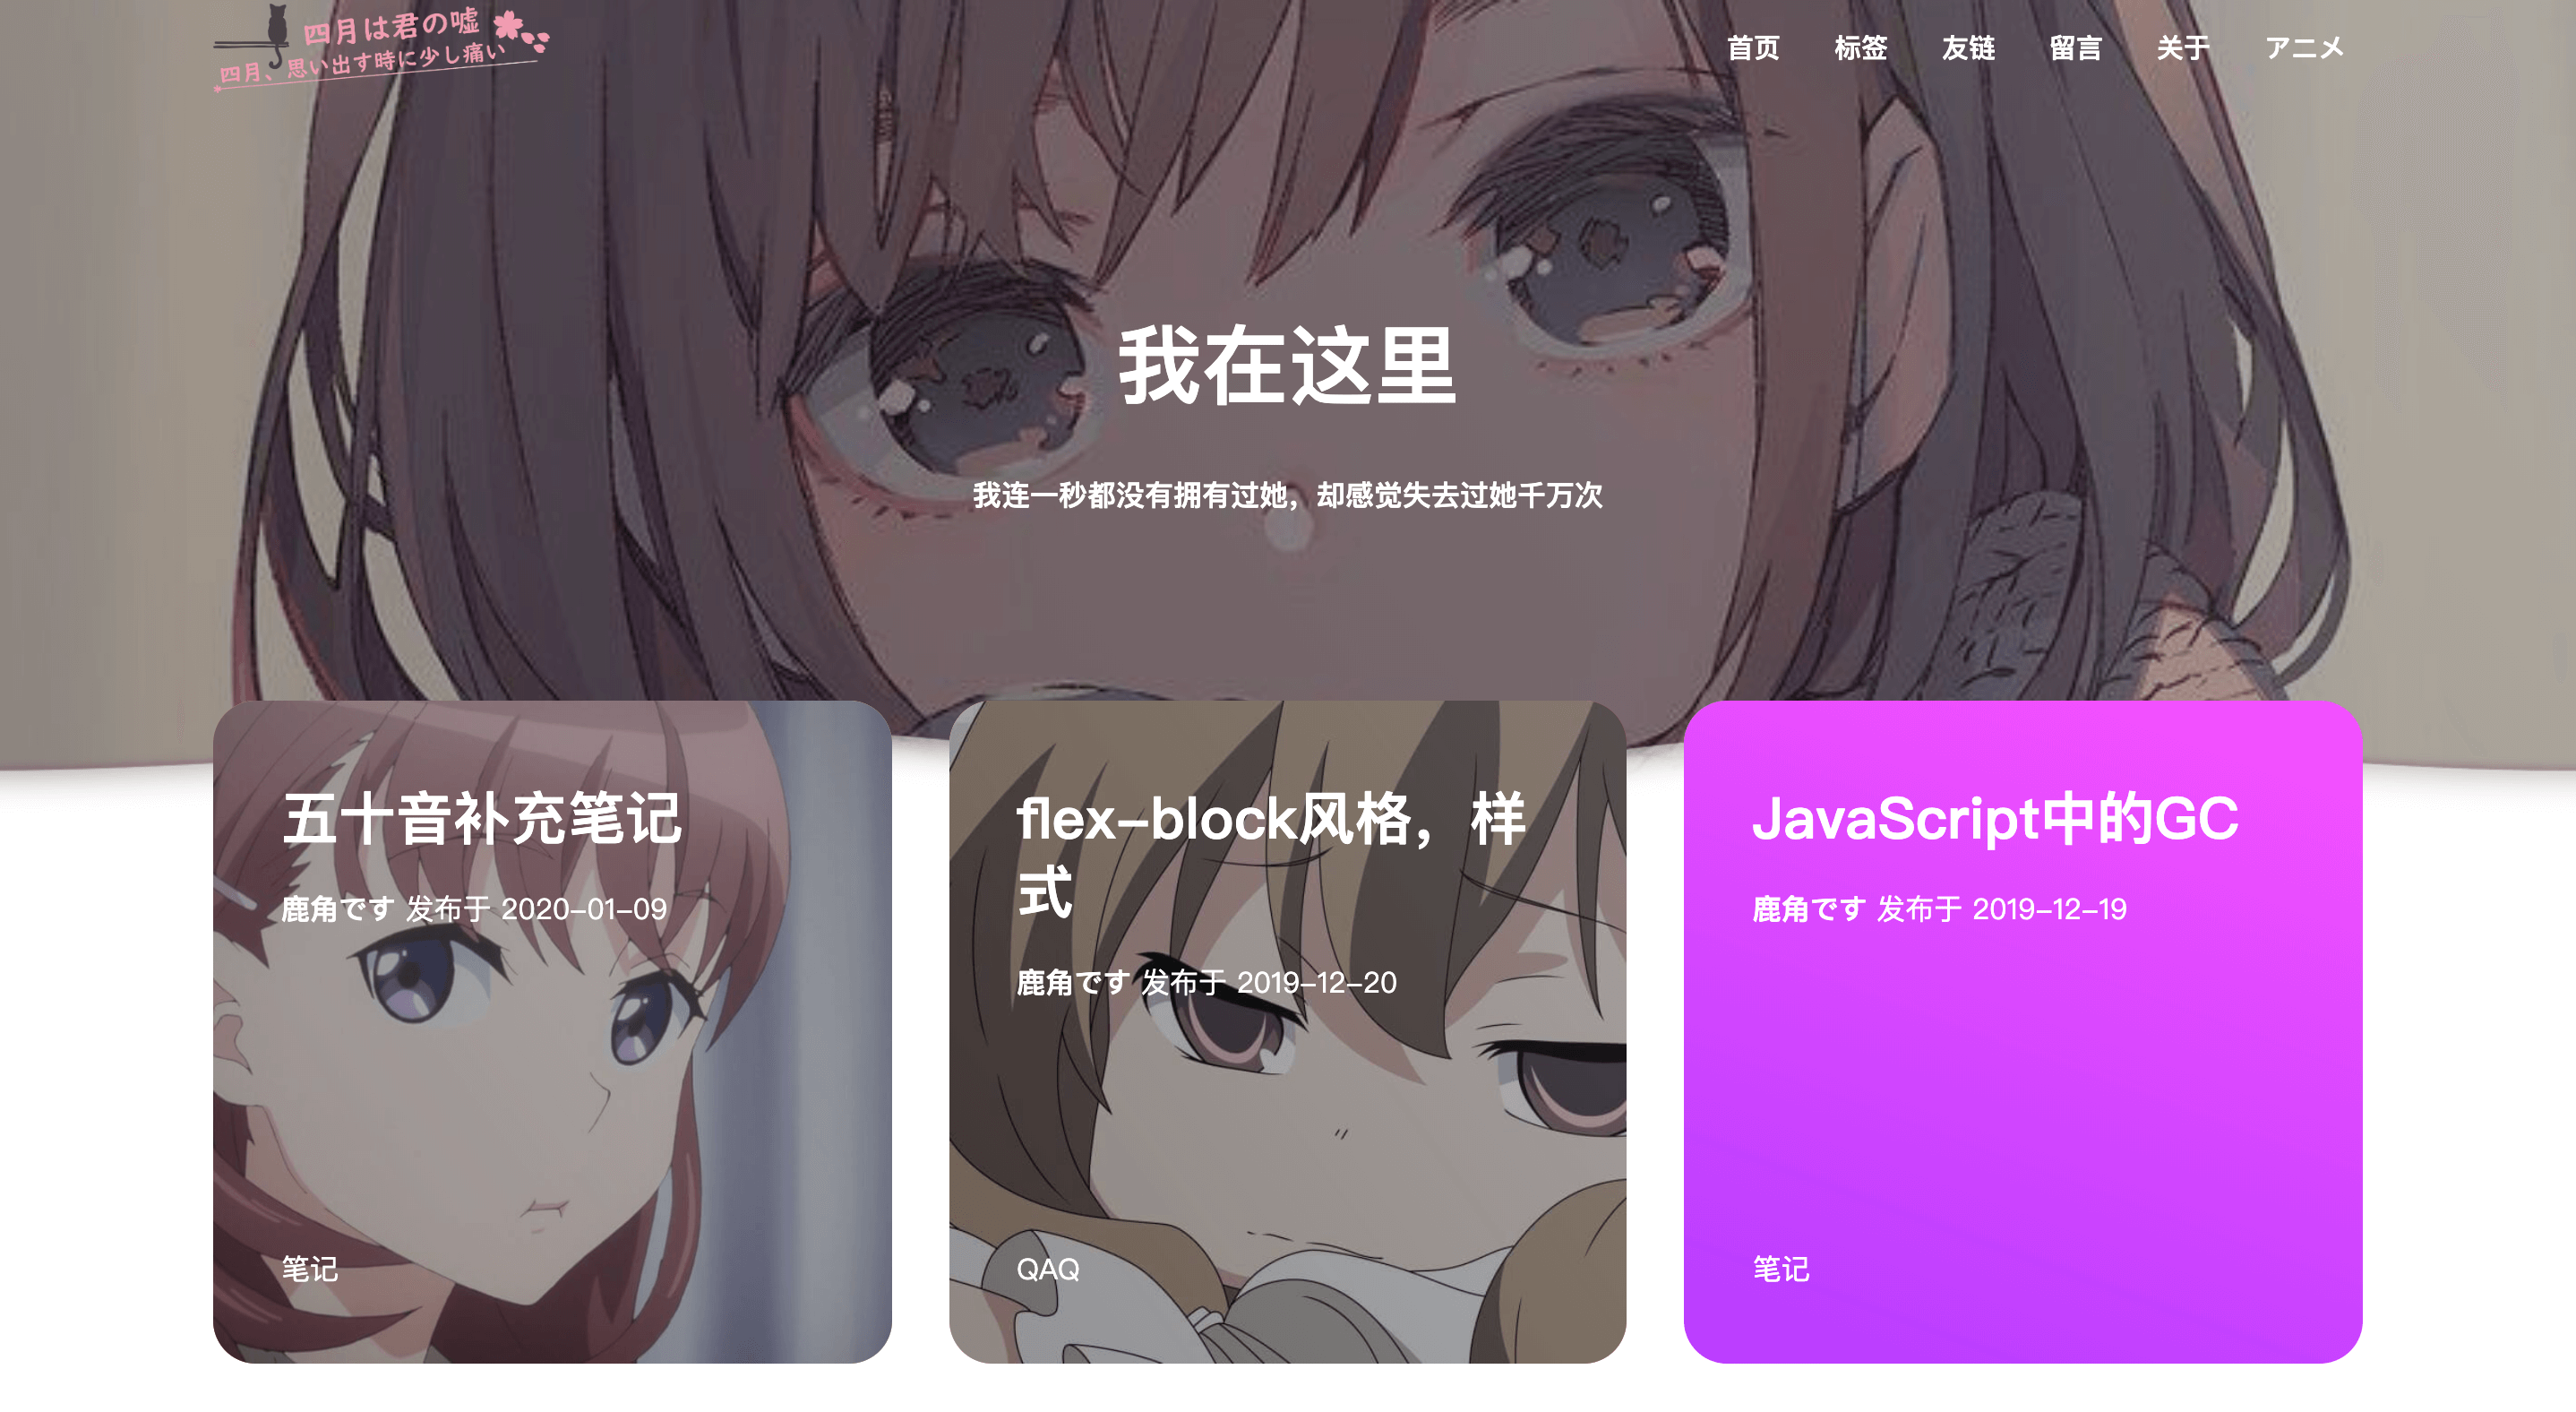 四月は君の嘘
四月、思い出す時に少し痛い
首页 标签 友链 留言 关于 アニメ
我在这里
我连一秒都没有拥有过她，却感觉失去过她千万次
五十音补充笔记
鹿角です 发布于 2020-01-09
笔记
flex-block风格，样
式
鹿角です 发布于 2019-12-20
QAQ
JavaScript中的GC
鹿角です 发布于 2019-12-19
笔记